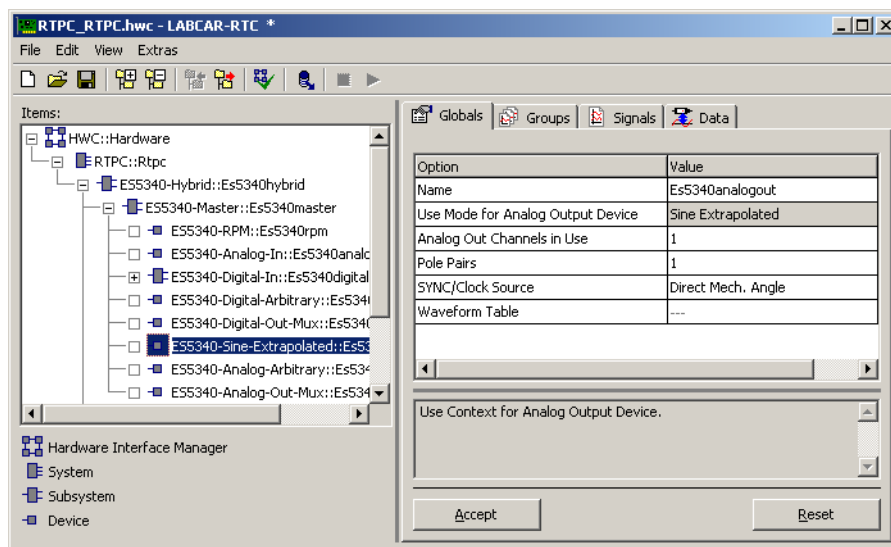 RTPC_RTPC.hwc - LABCAR-RTC *
File Edit View Extras
Items:
HWC::Hardware
RTPC::Rtpc
ES5340-Hybrid::Es5340hybrid
ES5340-Master::Es5340master
ES5340-RPM::Es5340rpm
ES5340-Analog-In::Es5340analo
ES5340-Digital-In::Es5340digital
ES5340-Digital-Arbitrary::Es534
ES5340-Digital-Out-Mux::Es534
ES5340-Sine-Extrapolated::Es53
ES5340-Analog-Arbitrary::Es534
ES5340-Analog-Out-Mux::Es534
Hardware Interface Manager
System
Subsystem
Device
Globals Groups Signals Data
Option Value
Name Es5340analogout
Use Mode for Analog Output Device Sine Extrapolated
Analog Out Channels in Use 1
Pole Pairs 1
SYNC/Clock Source Direct Mech. Angle
Waveform Table ---
Use Context for Analog Output Device.
Accept Reset